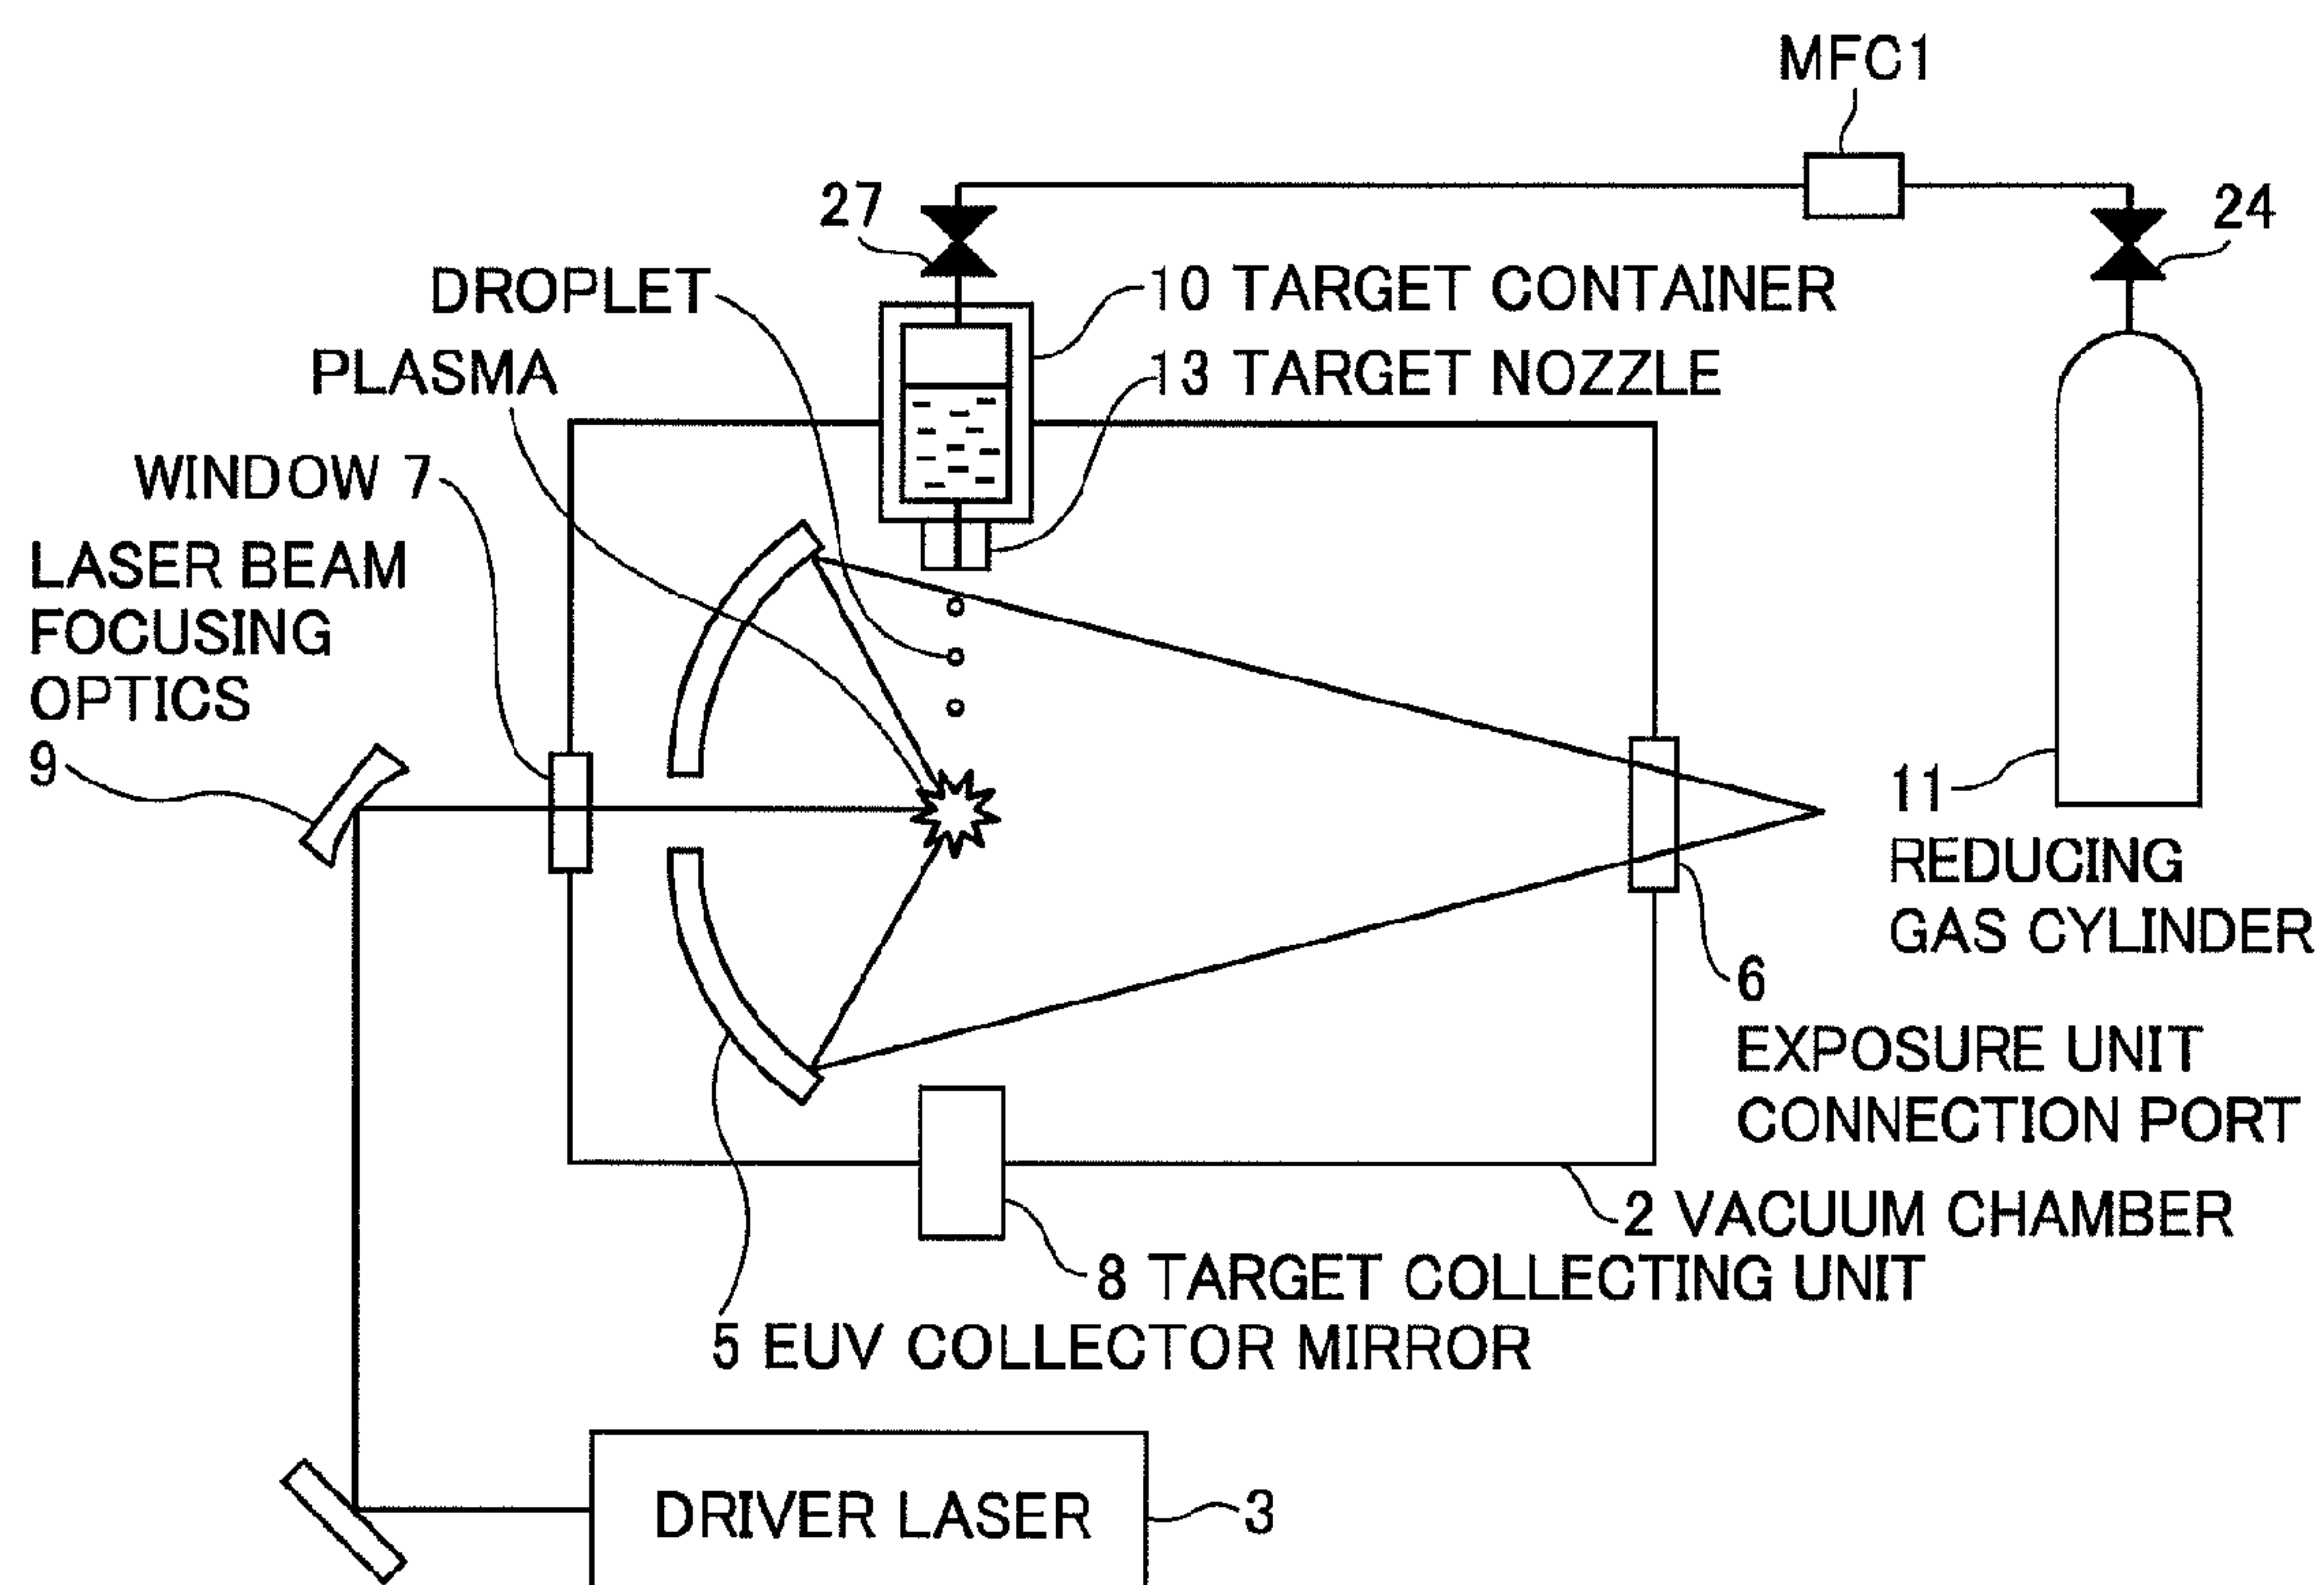 MFC1
27
24
DROPLET
10 TARGET CONTAINER
PLASMA
13 TARGET NOZZLE
WINDOW 7
LASER BEAM
FOCUSING
OPTICS
9
11
REDUCING
GAS CYLINDER
6
EXPOSURE UNIT
CONNECTION PORT
2 VACUUM CHAMBER
8 TARGET COLLECTING UNIT
5 EUV COLLECTOR MIRROR
DRIVER LASER
3